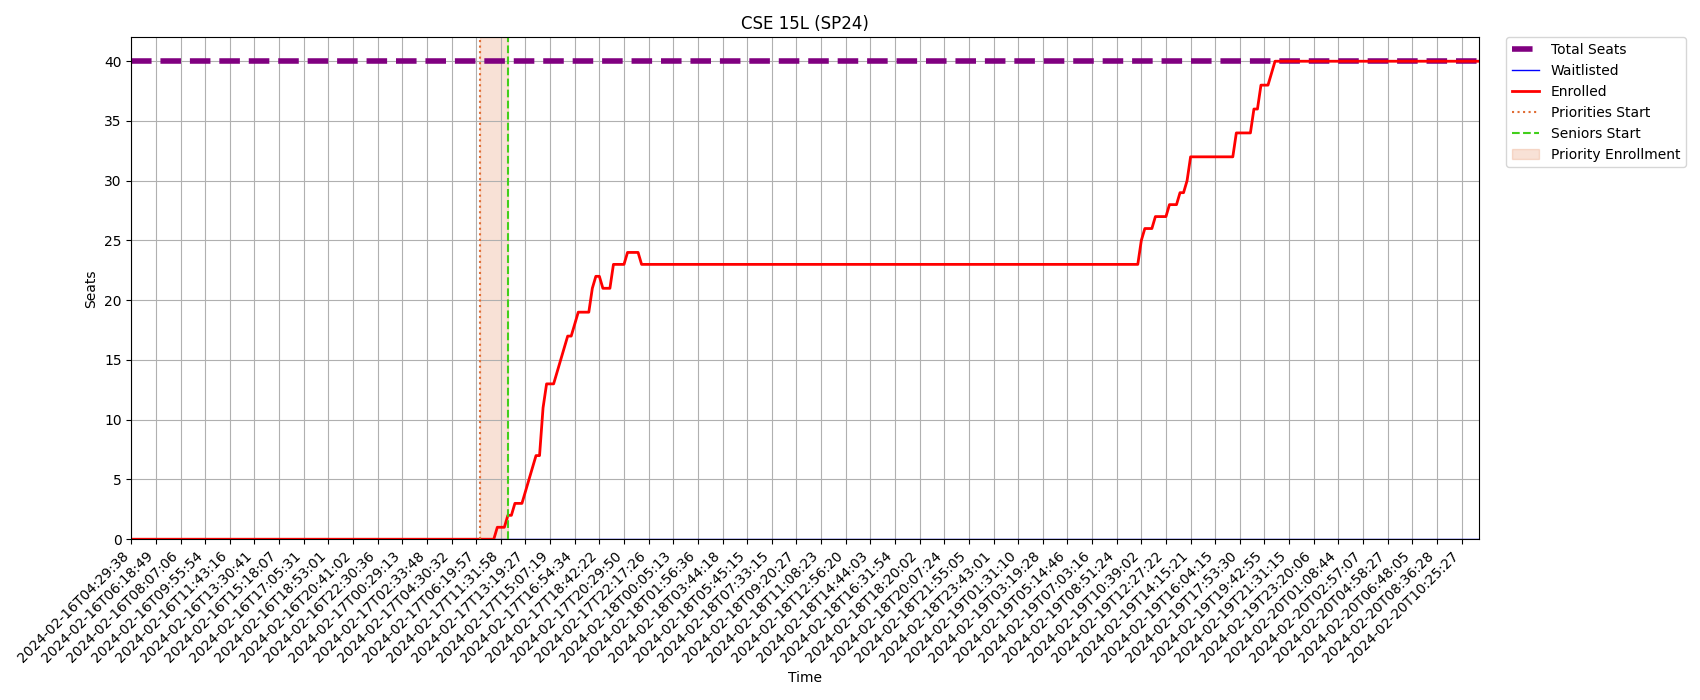 CSE 15L (SP24)
Total Seats
Waitlisted
Enrolled
Priorities Start
Seniors Start
Priority Enrollment
Seats
40
35
30
25
20
15
10
5
0
2024-02-16T04:29:38
2024-02-16T06:18:49
2024-02-16T08:07:06
2024-02-16T09:55:54
2024-02-16T11:43:16
2024-02-16T13:30:41
2024-02-16T15:18:07
2024-02-16T17:05:31
2024-02-16T18:53:01
2024-02-16T20:41:02
2024-02-16T22:30:36
2024-02-17T00:29:13
2024-02-17T02:33:48
2024-02-17T04:30:32
2024-02-17T06:19:57
2024-02-17T11:31:58
2024-02-17T13:19:27
2024-02-17T15:07:19
2024-02-17T16:54:34
2024-02-17T18:42:22
2024-02-17T20:29:50
2024-02-17T22:17:26
2024-02-18T00:05:13
2024-02-18T01:56:36
2024-02-18T03:44:18
2024-02-18T05:45:15
2024-02-18T07:33:15
2024-02-18T09:20:27
2024-02-18T11:08:23
2024-02-18T12:56:20
2024-02-18T14:44:03
2024-02-18T16:31:54
2024-02-18T18:20:02
2024-02-18T20:07:24
2024-02-18T21:55:05
2024-02-18T23:43:01
2024-02-19T01:31:10
2024-02-19T03:19:28
2024-02-19T05:14:46
2024-02-19T07:03:16
2024-02-19T08:51:24
2024-02-19T10:39:02
2024-02-19T12:27:22
2024-02-19T14:15:21
2024-02-19T16:04:15
2024-02-19T17:53:30
2024-02-19T19:42:55
2024-02-19T21:31:15
2024-02-19T23:20:06
2024-02-20T01:08:44
2024-02-20T02:57:07
2024-02-20T04:58:27
2024-02-20T06:48:05
2024-02-20T08:36:28
2024-02-20T10:25:27
Time